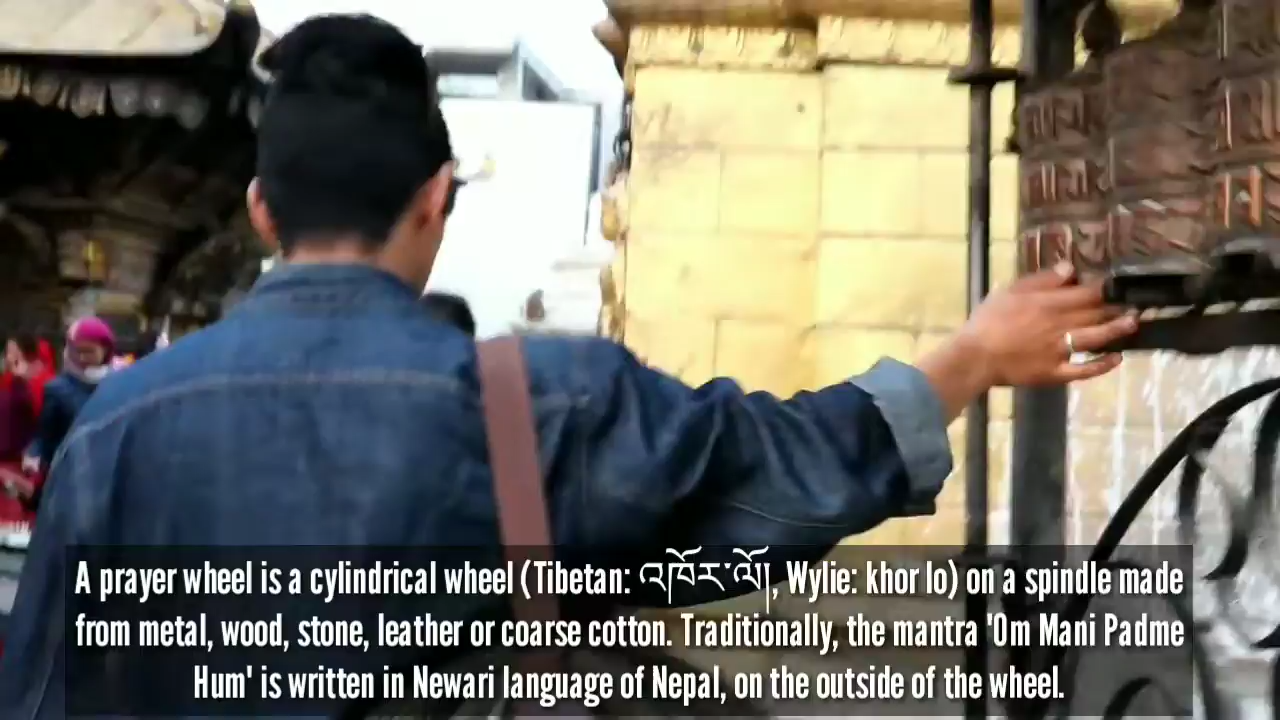 A prayer wheel is a cylindrical wheel (Tibetan: འཁོར་ལོ།, Wylie: khor lo) on a spindle made
from metal, wood, stone, leather or coarse cotton. Traditionally, the mantra 'Om Mani Padme
Hum' is written in Newari language of Nepal, on the outside of the wheel.